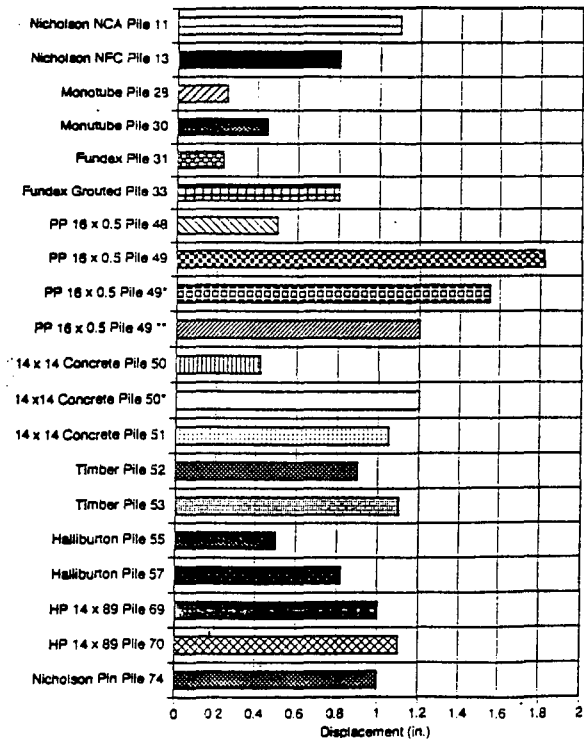 Nicholson NCA Pile 11
Nicholson NFC Pile 13
Monotube Pile 29
Monutube Pile 30
Fundex Pile 31
Fundex Grouted Pile 33
PP 16 x 0.5 Pile 48
PP 16 x 0.5 Pile 49
PP 16 x 0.5 Pile 49*
PP 16 x 0.5 Pile 49 **
14 x 14 Concrete Pile 50
14 x14 Concrete Pile 50*
14 x 14 Concrete Pile 51
Timber Pile 52
Timber Pile 53
Halliburton Pile 55
Halliburton Pile 57
HP 14 x 89 Pile 69
HP 14 x 89 Pile 70
Nicholson Pin Pile 74
0 0.2 0.4 0.6 0.8 1 1.2 1.4 1.6 1.8 2
Displacement (in.)